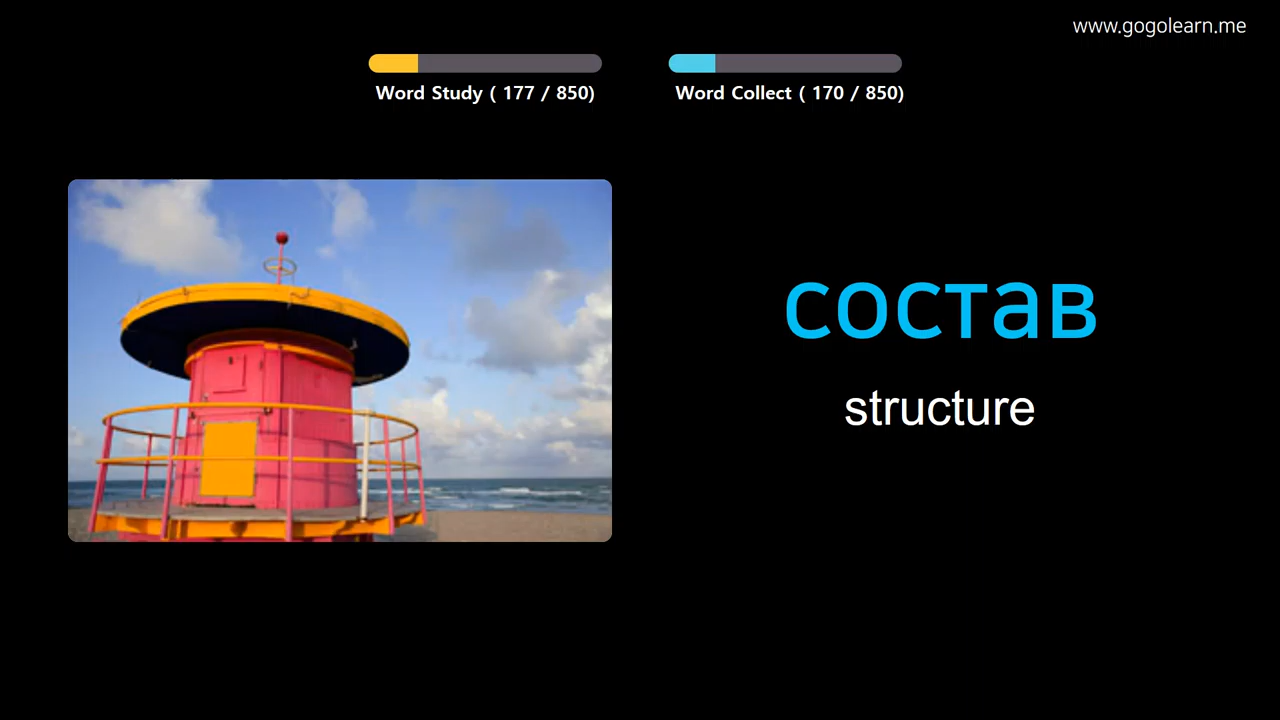 www.gogolearn.me
Word Study ( 177 / 850)
Word Collect ( 170 / 850)
состав
structure